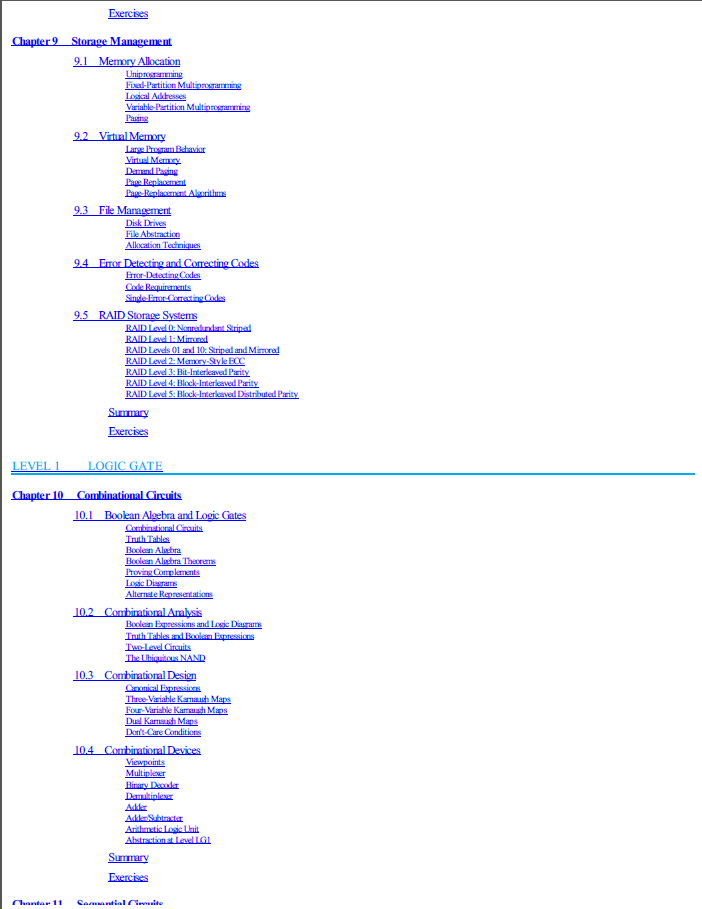 Exercises
Chapter 9 Storage Management
9.1 Memory Allocation
Uniprogramming
Fixed-Partition Multiprogramming
Logical Addresses
Variable-Partition Multiprogramming
Paging
9.2 Virtual Memory
Large Program Behavior
Virtual Memory
Demand Paging
Page Replacement
Page-Replacement Algorithms
9.3 File Management
Disk Drives
File Abstraction
Allocation Techniques
9.4 Error Detecting and Correcting Codes
Error-Detecting Codes
Code Requirements
Single-Error-Correcting Codes
9.5 RAID Storage Systems
RAID Level 0: Nonredundant Striped
RAID Level 1: Mirrored
RAID Levels 01 and 10: Striped and Mirrored
RAID Level 2: Memory-Style ECC
RAID Level 3: Bit-Interleaved Parity
RAID Level 4: Block-Interleaved Parity
RAID Level 5: Block-Interleaved Distributed Parity
Summary
Exercises
LEVEL 1 LOGIC GATE
Chapter 10 Combinational Circuits
10.1 Boolean Algebra and Logic Gates
Combinational Circuits
Truth Tables
Boolean Algebra
Boolean Algebra Theorems
Proving Complements
Logic Diagrams
Alternate Representations
10.2 Combinational Analysis
Boolean Expressions and Logic Diagrams
Truth Tables and Boolean Expressions
Two-Level Circuits
The Ubiquitous NAND
10.3 Combinational Design
Canonical Expressions
Three-Variable Karnaugh Maps
Four-Variable Karnaugh Maps
Dual Karnaugh Maps
Don't-Care Conditions
10.4 Combinational Devices
Viewpoints
Multiplexer
Binary Decoder
Demultiplexer
Adder
Adder/Subtracter
Arithmetic Logic Unit
Abstraction at Level LG1
Summary
Exercises
Chapter 11 Sequential Circuits